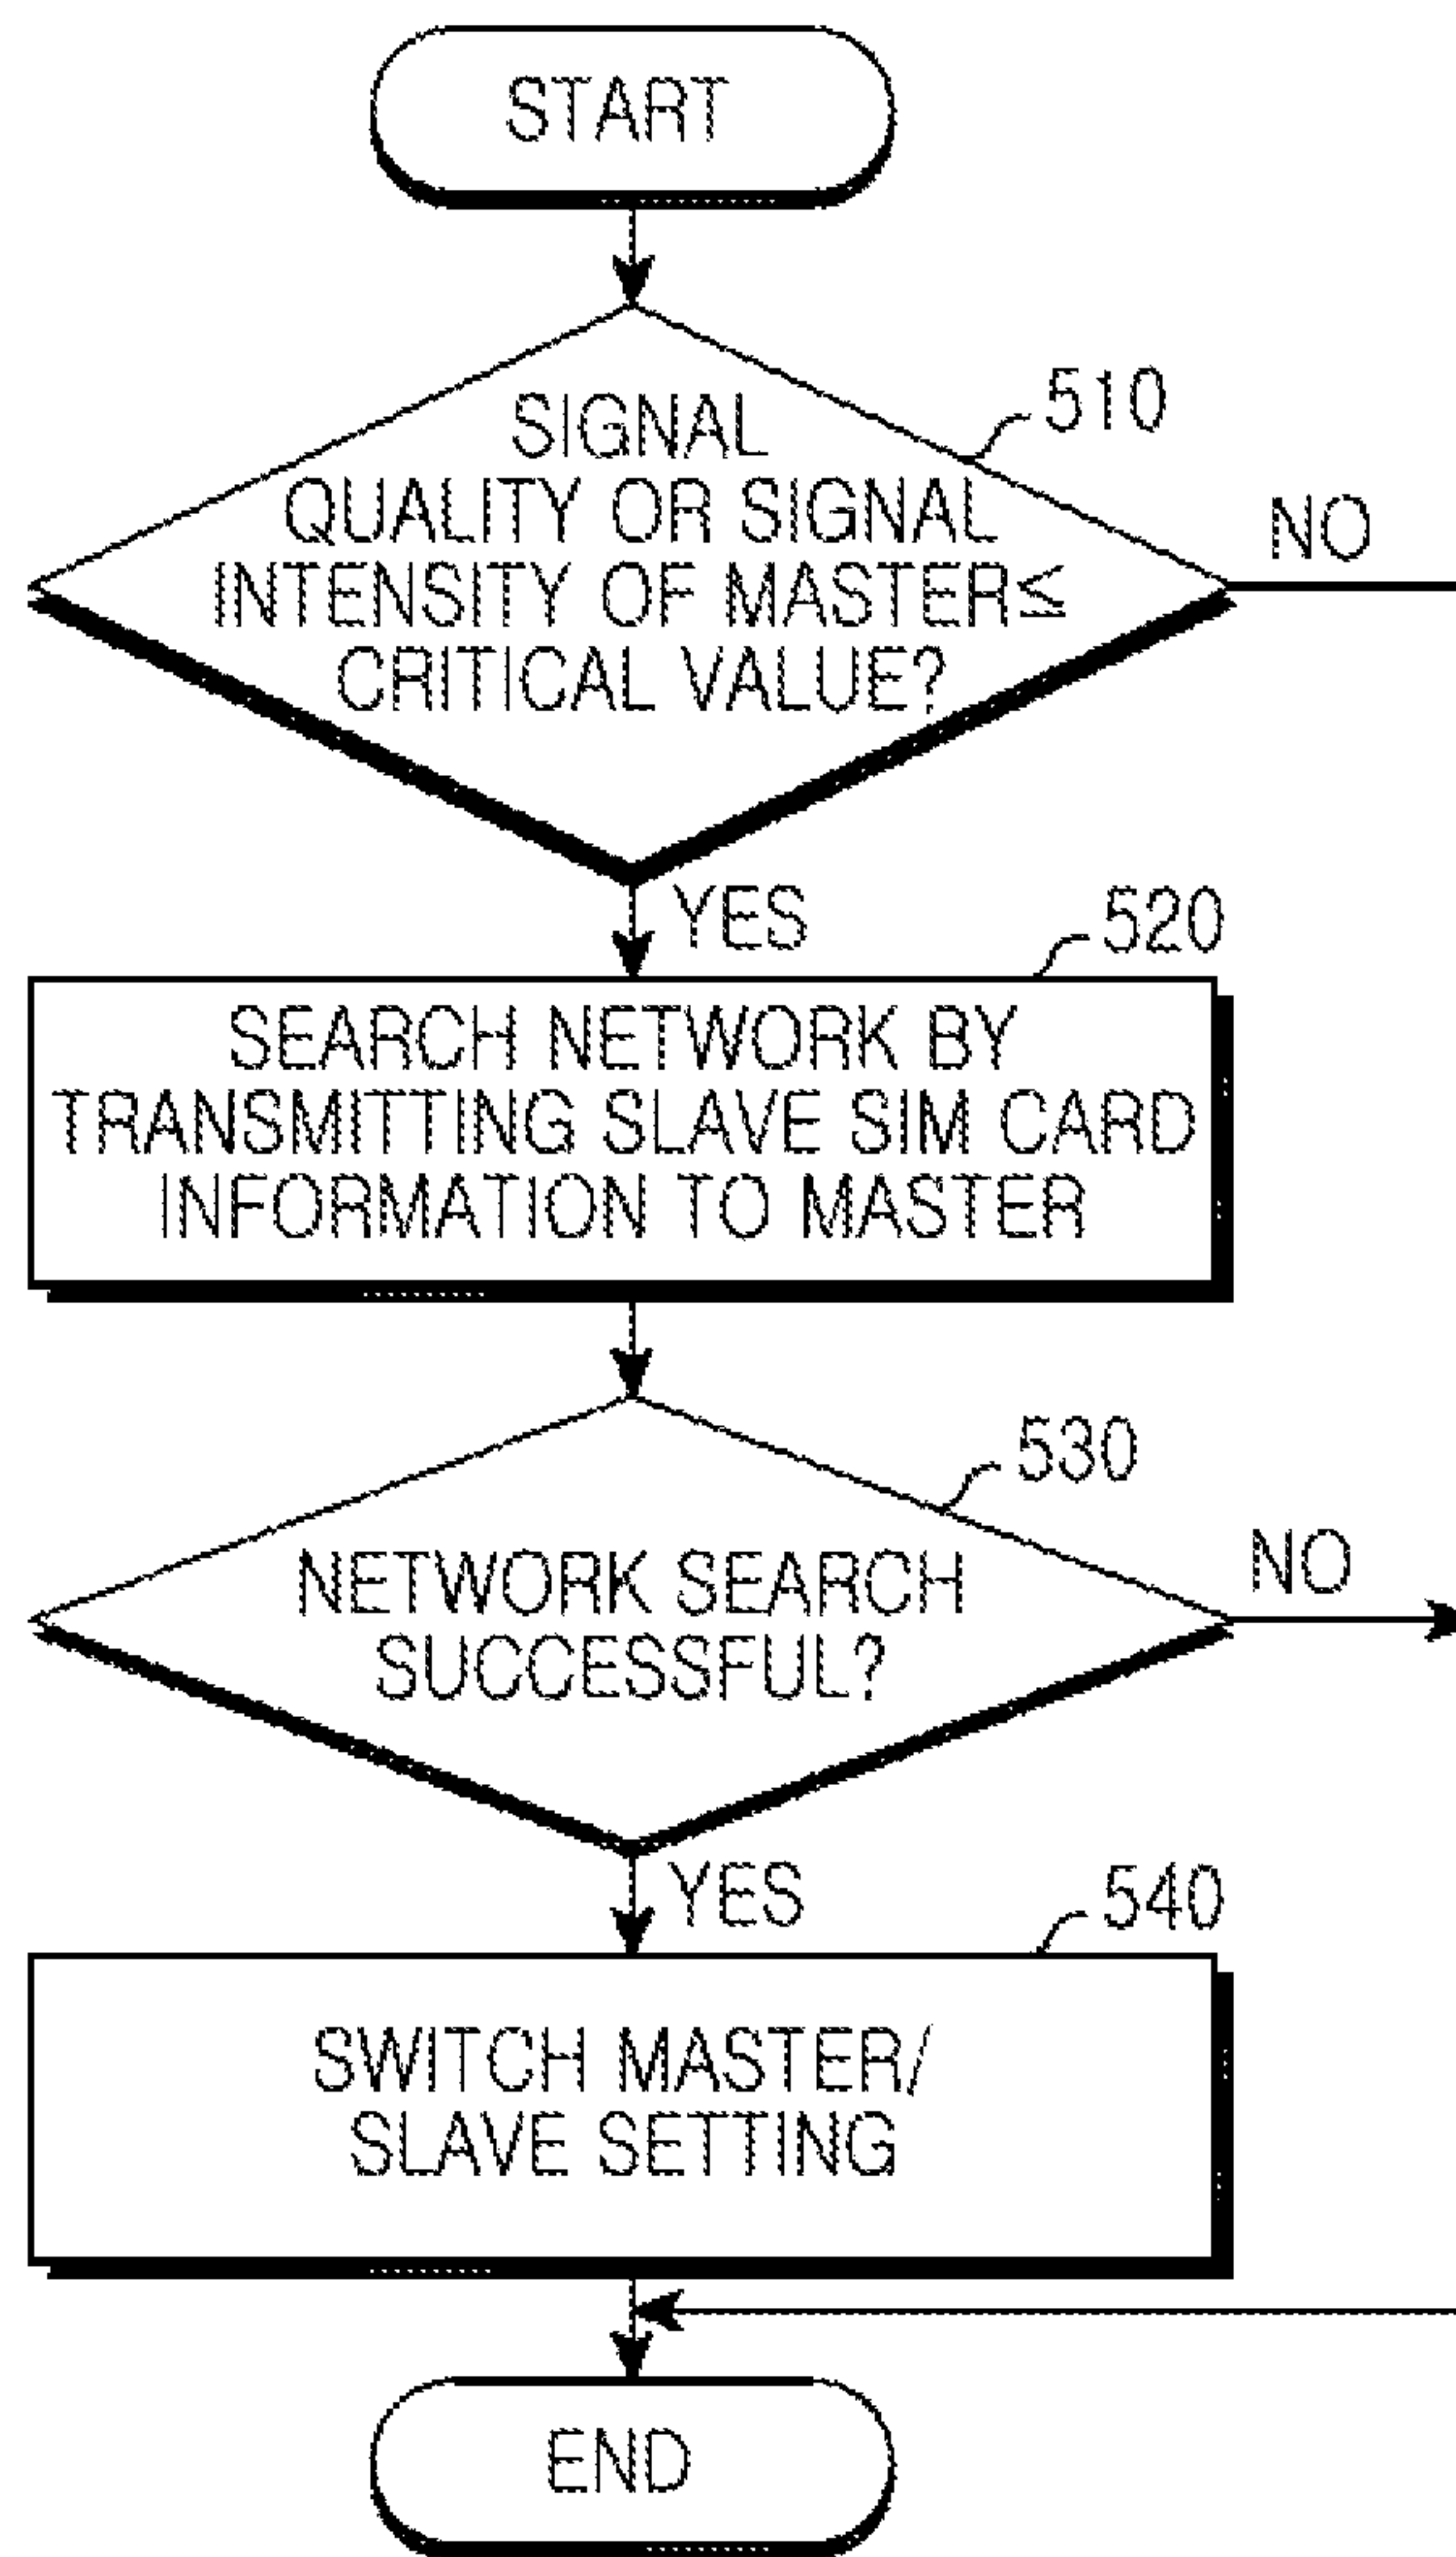 START
510
SIGNAL
QUALITY OR SIGNAL
INTENSITY OF MASTER≤
CRITICAL VALUE?
NO
YES
520
SEARCH NETWORK BY
TRANSMITTING SLAVE SIM CARD
INFORMATION TO MASTER
530
NETWORK SEARCH
SUCCESSFUL?
NO
YES
540
SWITCH MASTER/
SLAVE SETTING
END